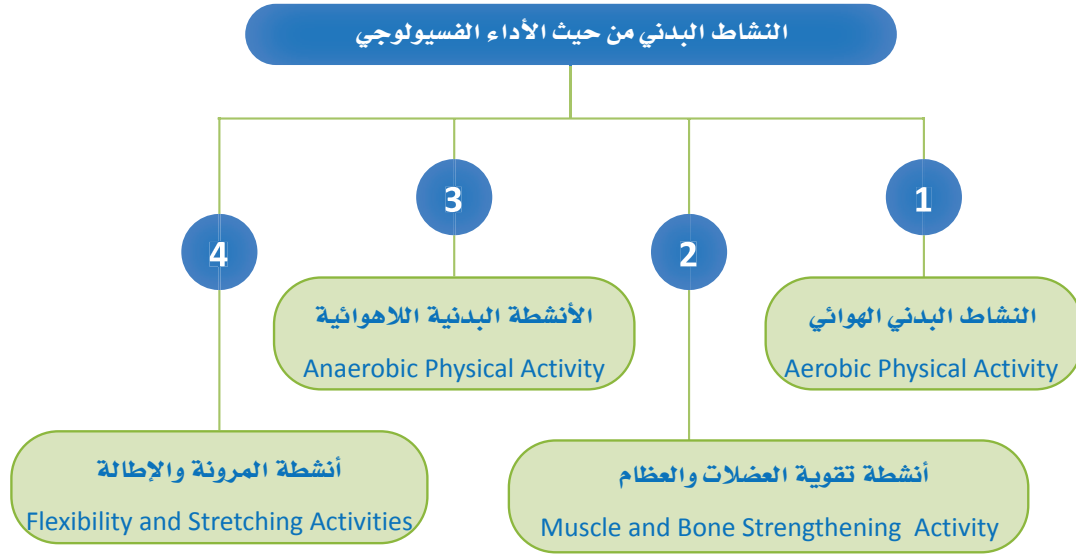 النشاط البدني من حيث الأداء الفسيولوجي
1
النشاط البدني الهوائي
Aerobic Physical Activity
2
أنشطة تقوية العضلات والعظام
Muscle and Bone Strengthening Activity
3
الأنشطة البدنية اللاهوائية
Anaerobic Physical Activity
4
أنشطة المرونة والإطالة
Flexibility and Stretching Activities